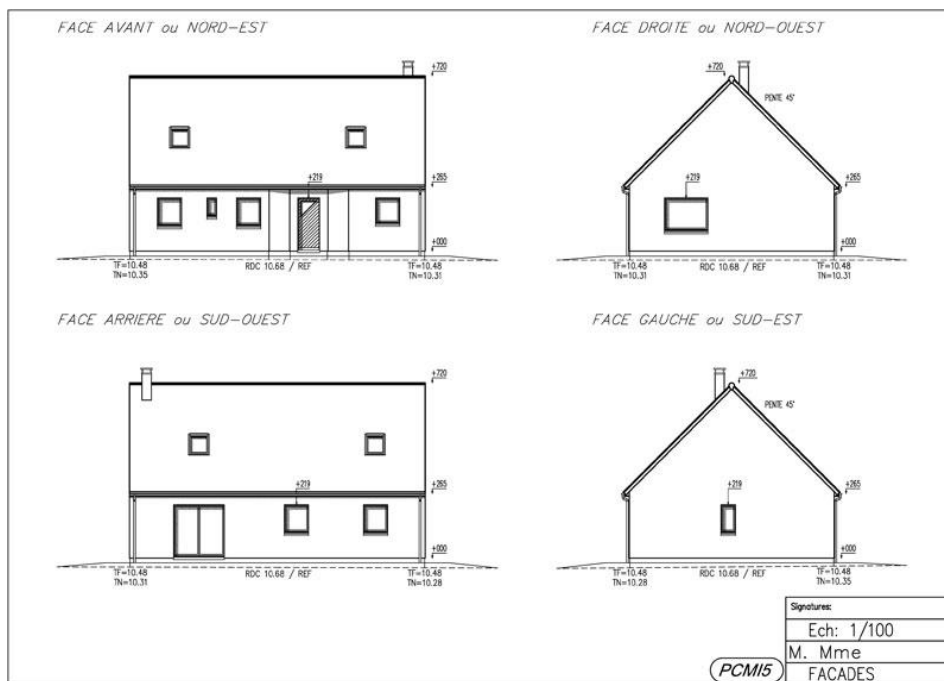 FACE AVANT ou NORD-EST
+720
+265
+219
+000
TF=10.48
TN=10.35
RDC 10.68 / REF
TF=10.48
TN=10.31
FACE DROITE ou NORD-OUEST
+720
PENTE 45°
+265
+219
+000
TF=10.48
TN=10.31
RDC 10.68 / REF
TF=10.48
TN=10.31
FACE ARRIERE ou SUD-OUEST
+720
+265
+219
+000
TF=10.48
TN=10.31
RDC 10.68 / REF
TF=10.48
TN=10.28
FACE GAUCHE ou SUD-EST
+720
PENTE 45°
+265
+219
+000
TF=10.48
TN=10.28
RDC 10.68 / REF
TF=10.48
TN=10.35
Signatures:
Ech: 1/100
M. Mme
PCMI5
FACADES